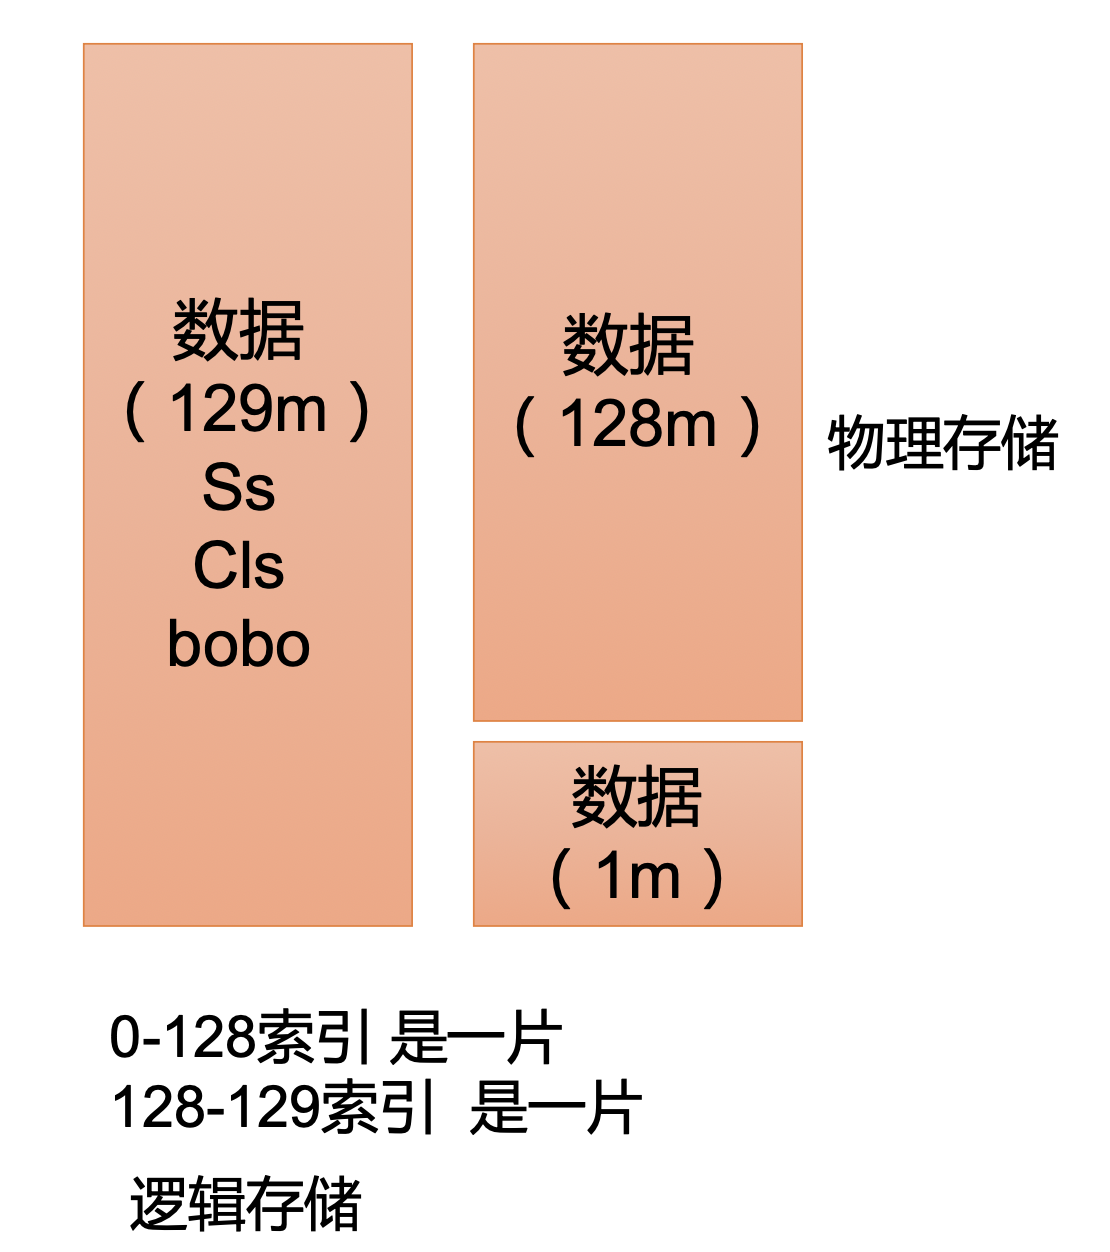 数据
（129m）
Ss
Cls
bobo
数据
（128m）
物理存储
数据
（1m）
0-128索引 是一片
128-129索引  是一片
逻辑存储